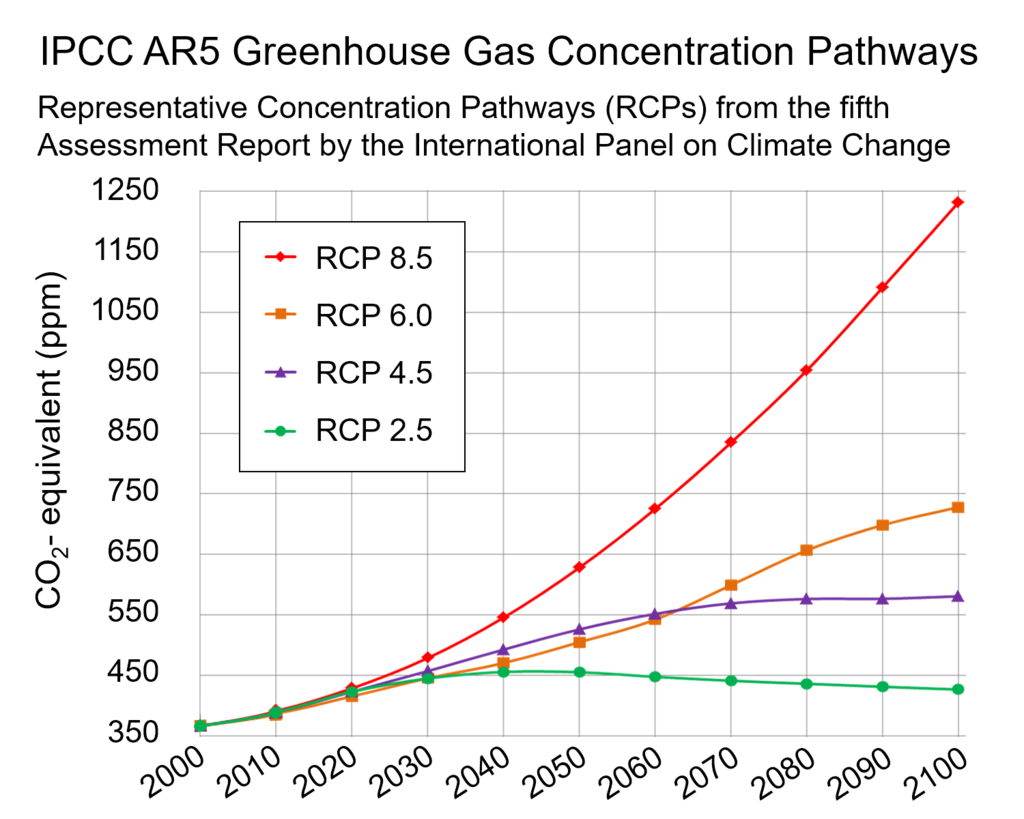 IPCC AR5 Greenhouse Gas Concentration Pathways
Representative Concentration Pathways (RCPs) from the fifth
Assessment Report by the International Panel on Climate Change
CO₂- equivalent (ppm)
1250
1150
1050
950
850
750
650
550
450
350
RCP 8.5
RCP 6.0
RCP 4.5
RCP 2.5
2000 2010 2020 2030 2040 2050 2060 2070 2080 2090 2100